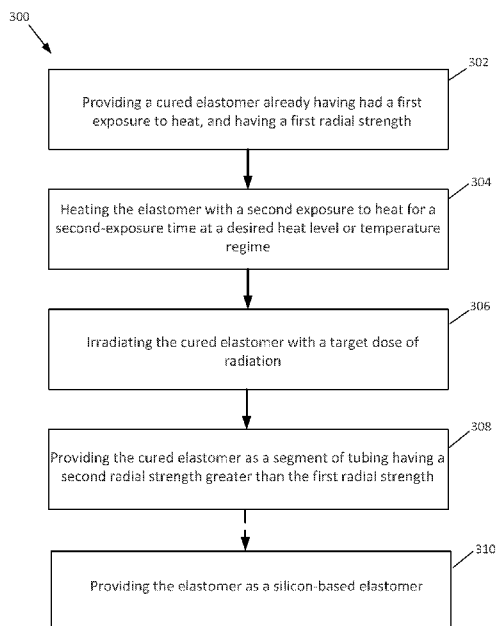 300
302
Providing a cured elastomer already having had a first
exposure to heat, and having a first radial strength
304
Heating the elastomer with a second exposure to heat for a
second-exposure time at a desired heat level or temperature
regime
306
Irradiating the cured elastomer with a target dose of
radiation
308
Providing the cured elastomer as a segment of tubing having a
second radial strength greater than the first radial strength
310
Providing the elastomer as a silicon-based elastomer